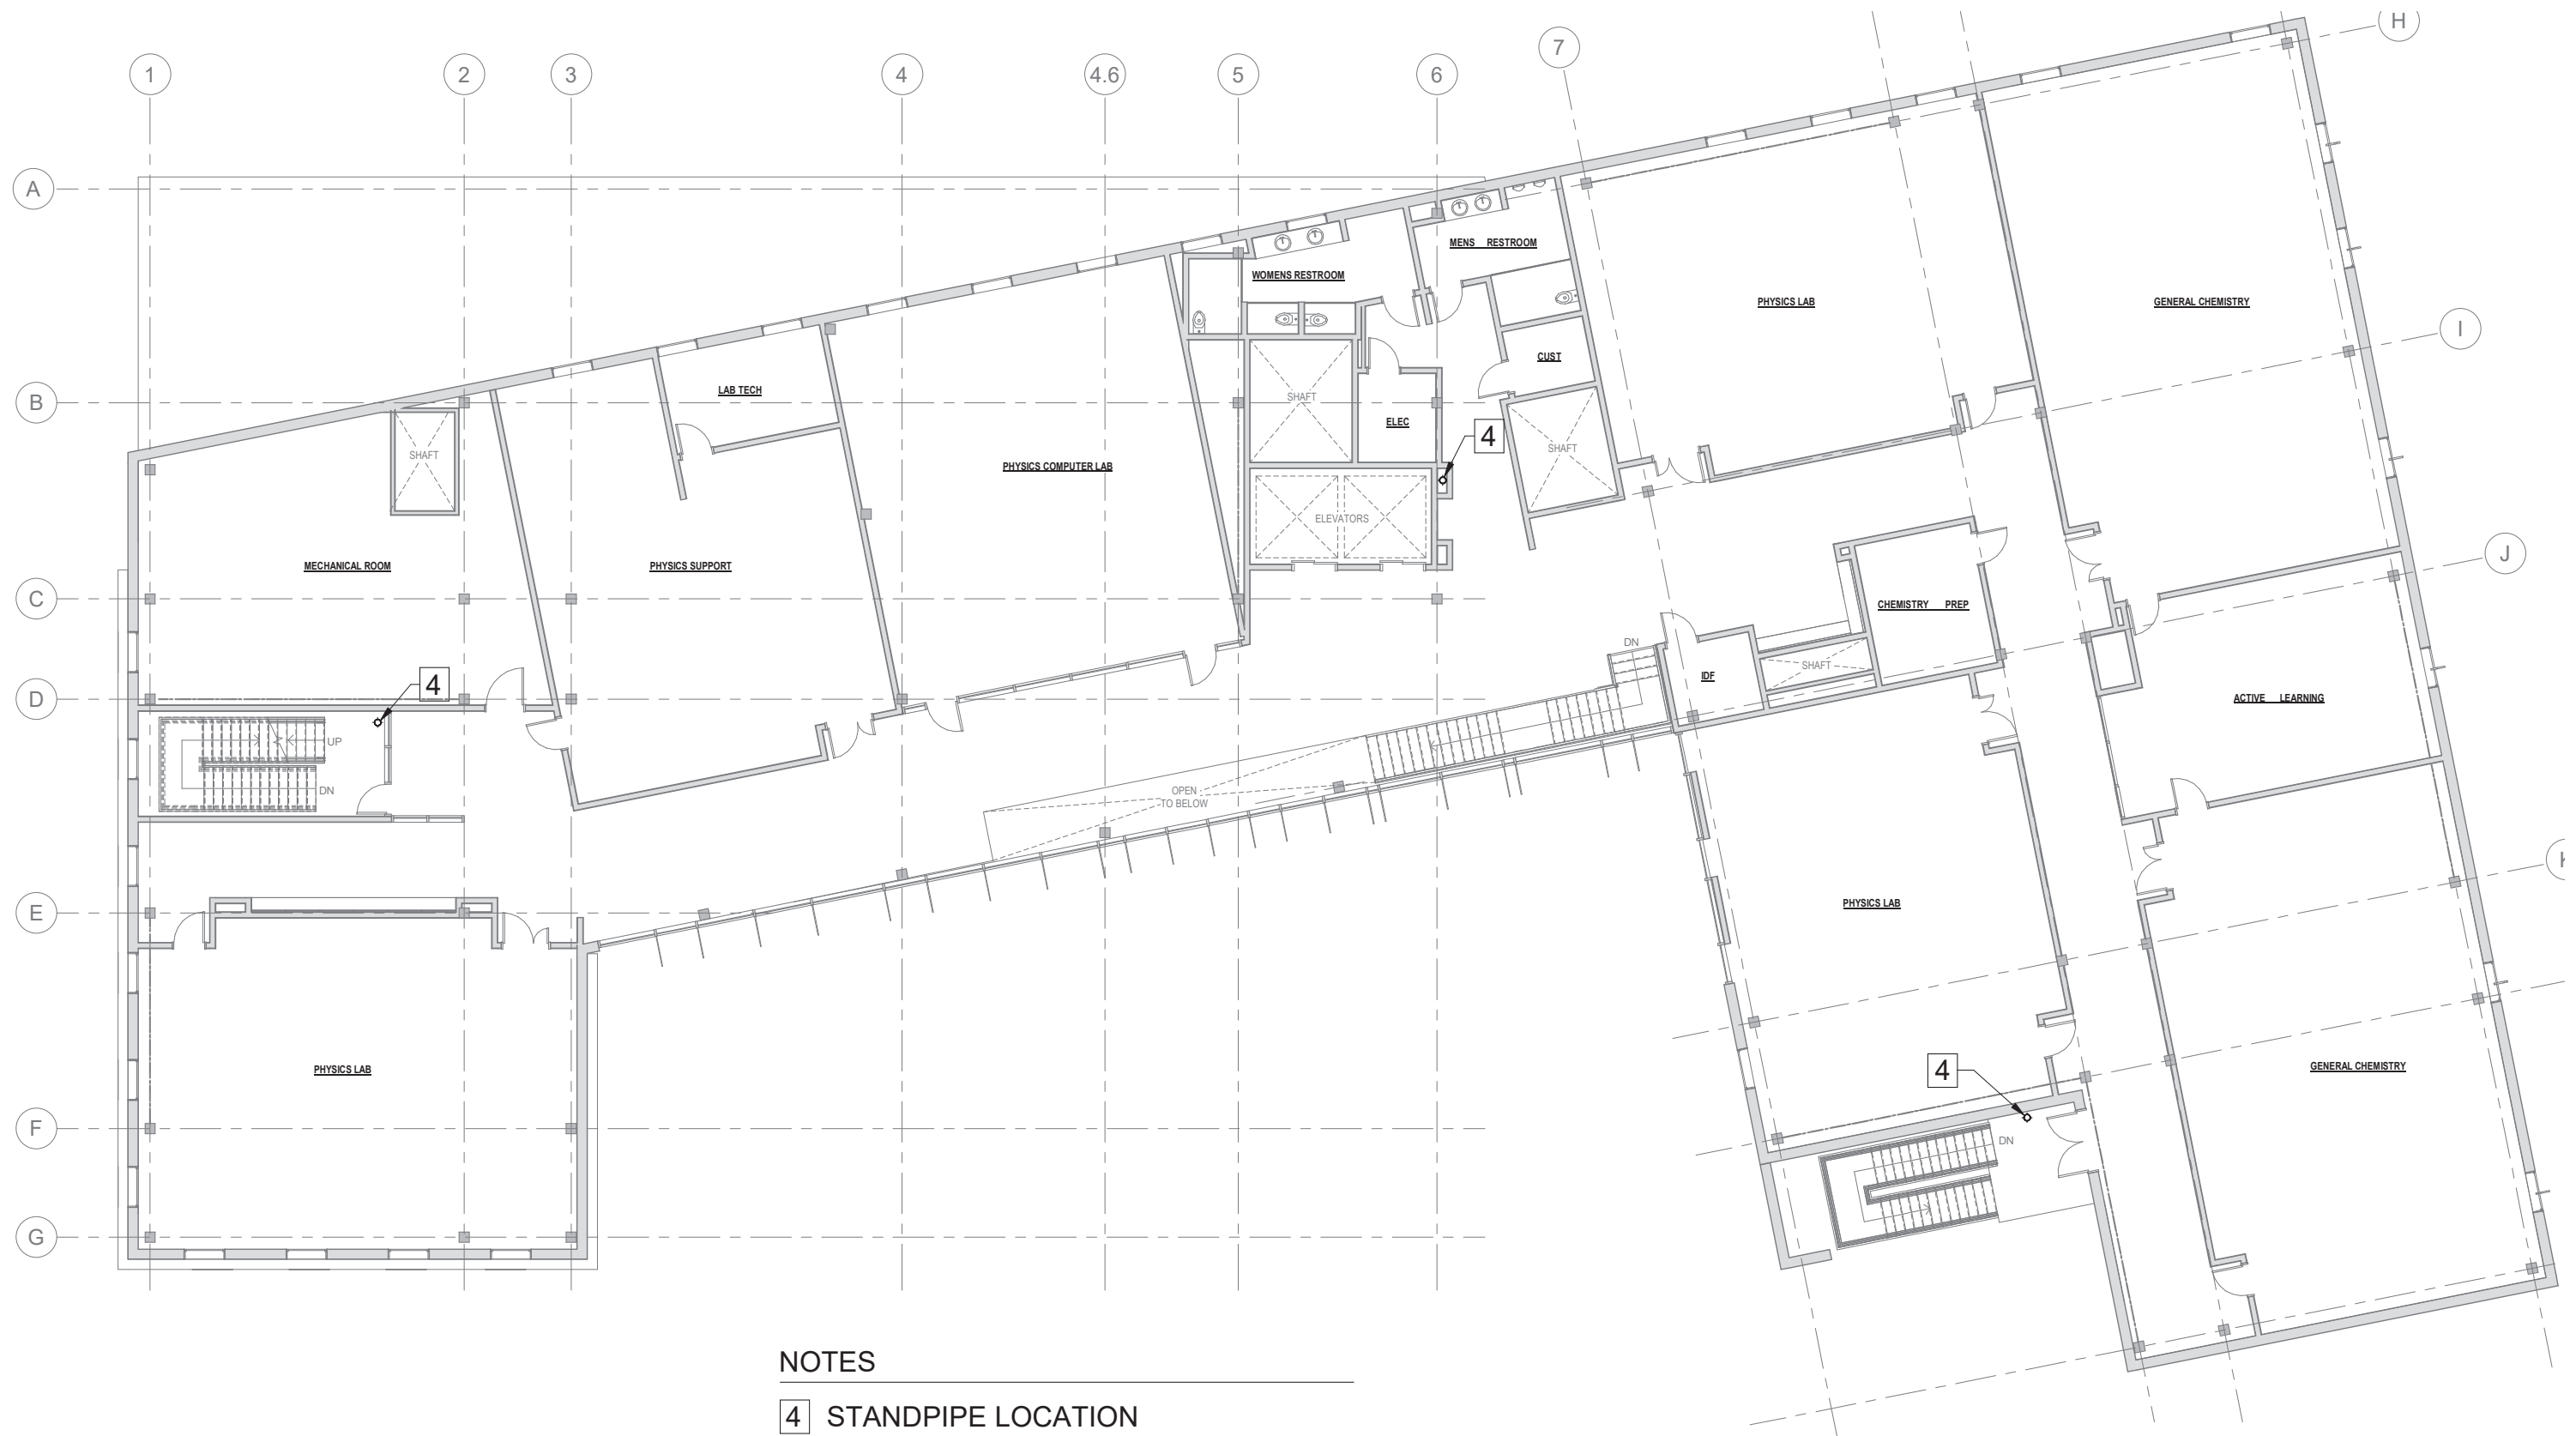 H
7
1
2
3
4
4.6
5
6
A
MENS RESTROOM
WOMENS RESTROOM
PHYSICS LAB
GENERAL CHEMISTRY
I
CUST
LAB TECH
SHAFT
B
ELEC
4
SHAFT
SHAFT
PHYSICS COMPUTER LAB
ELEVATORS
J
MECHANICAL ROOM
PHYSICS SUPPORT
C
CHEMISTRY PREP
DN
SHAFT
IDF
4
D
ACTIVE LEARNING
UP
DN
OPEN
TO BELOW
K
PHYSICS LAB
E
PHYSICS LAB
4
GENERAL CHEMISTRY
F
DN
G
NOTES
4 STANDPIPE LOCATION